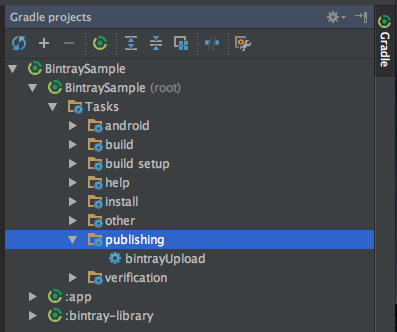 Gradle projects
BintraySample
BintraySample (root)
Tasks
android
build
build setup
help
install
other
publishing
bintrayUpload
verification
:app
:bintray-library
Gradle